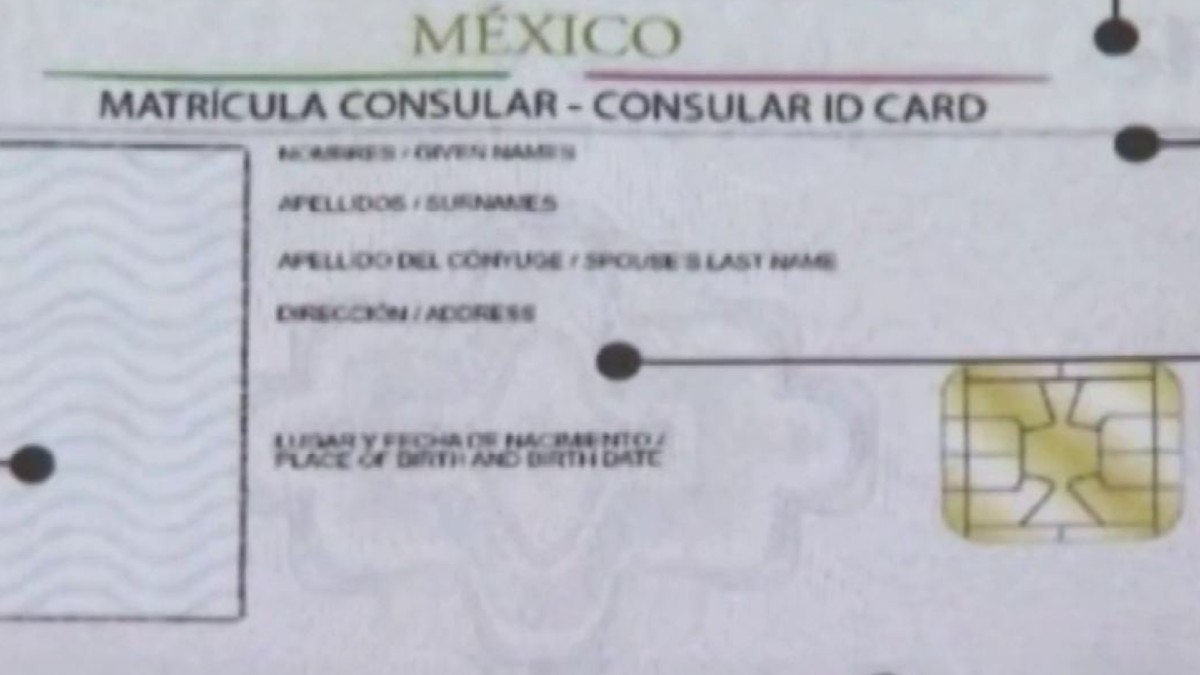 MÉXICO
MATRÍCULA CONSULAR - CONSULAR ID CARD
NOMBRES / GIVEN NAMES
APELLIDOS / SURNAMES
APELLIDO DEL CÓNYUGE / SPOUSE'S LAST NAME
DIRECCIÓN / ADDRESS
LUGAR Y FECHA DE NACIMIENTO /
PLACE OF BIRTH AND BIRTH DATE